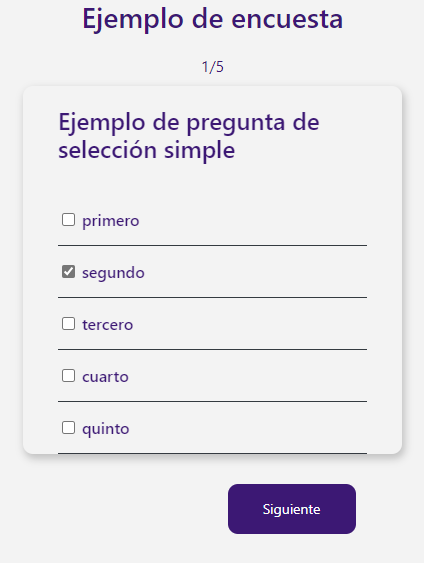 Ejemplo de encuesta
1/5
Ejemplo de pregunta de
selección simple
primero
segundo
tercero
cuarto
quinto
Siguiente